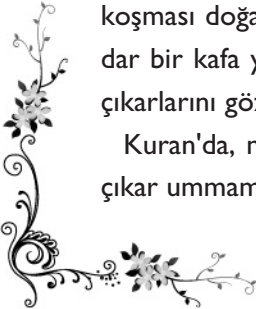 koşması doğa
dar bir kafa y
çıkarlarını göz
Kuran'da, n
çıkar ummam